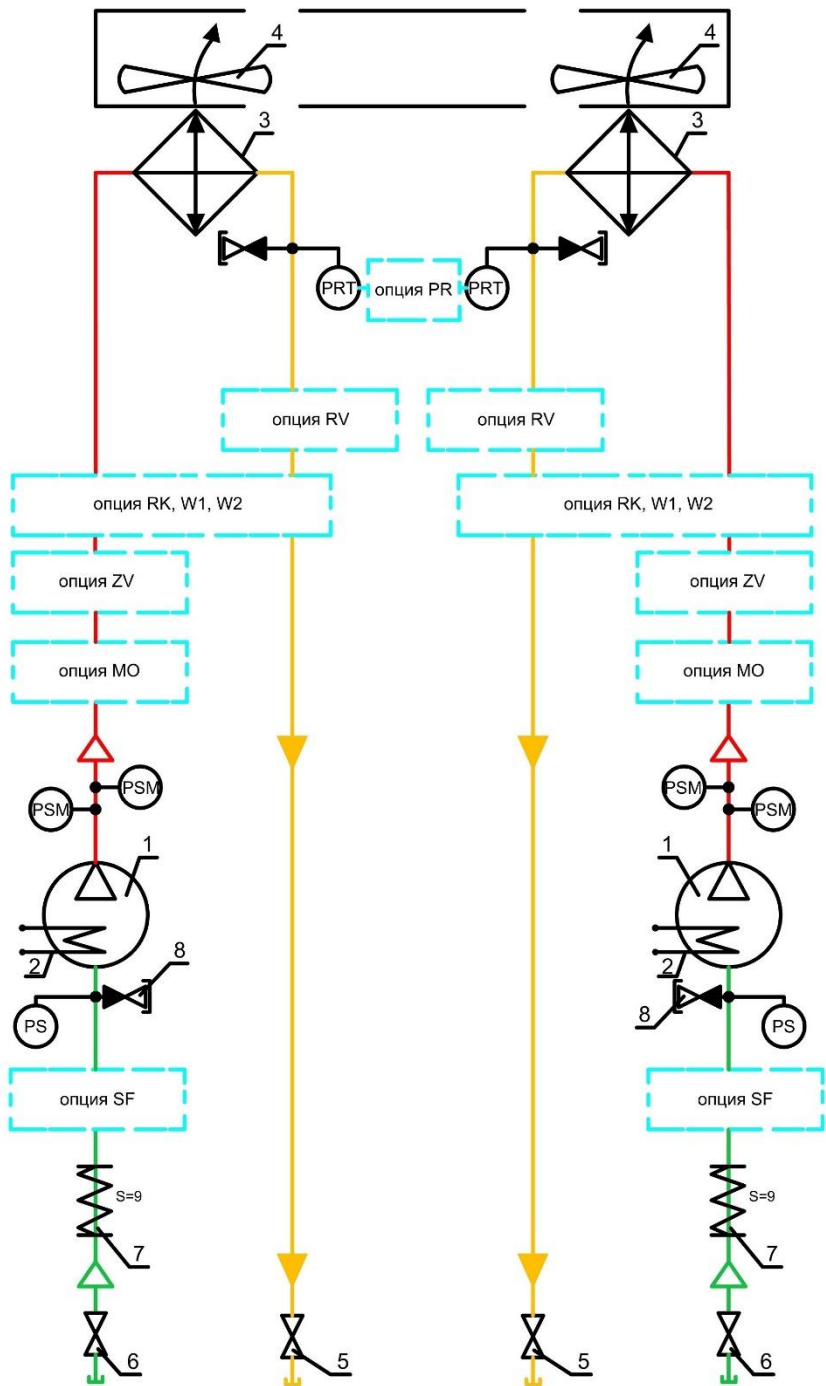 4 4
3 3
PRT опция PR PRT
опция RV опция RV
опция RK, W1, W2 опция RK, W1, W2
опция ZV опция ZV
опция MO опция MO
PSM PSM
PSM PSM
1 1
2 8 2
PS 8 PS
опция SF опция SF
S=9 S=9
7 7
6 5 5 6